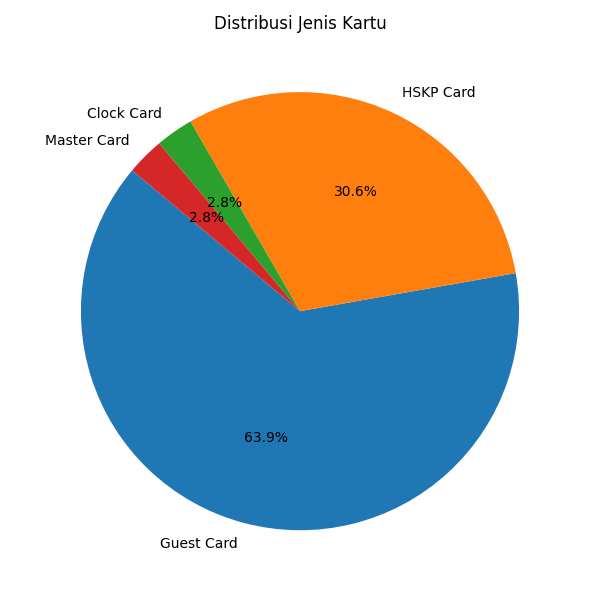 Distribusi Jenis Kartu
HSKP Card
Clock Card
Master Card
30.6%
2.8%
2.8%
63.9%
Guest Card